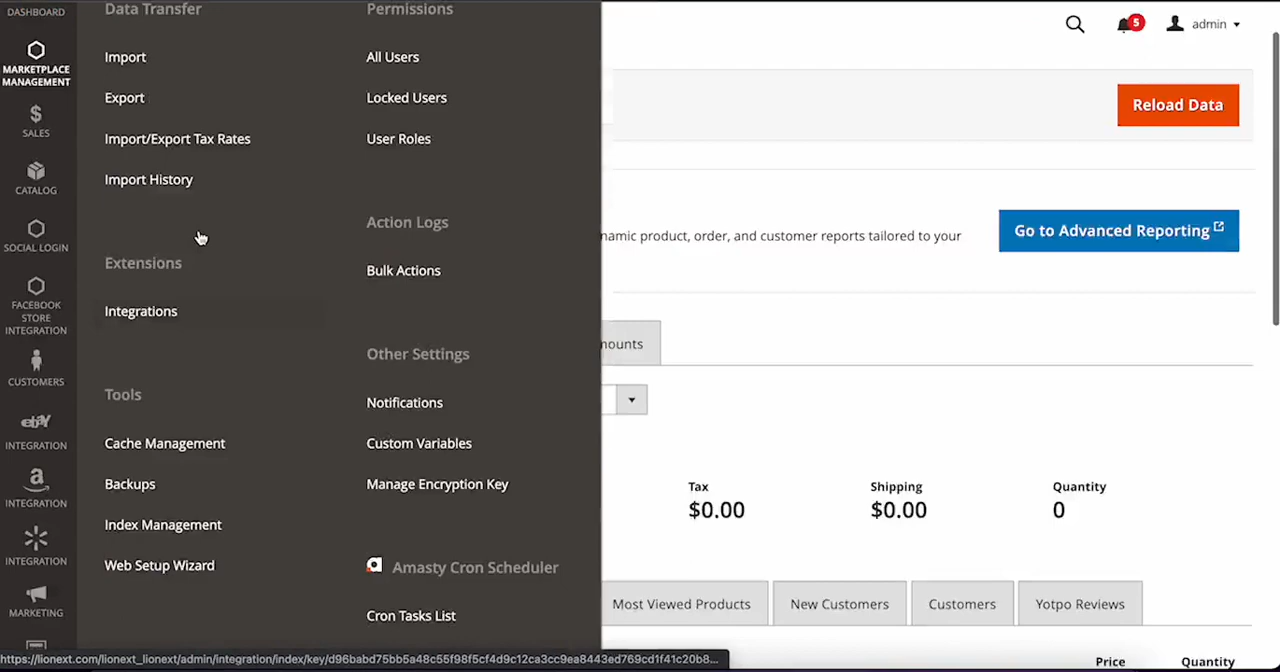 DASHBOARD
MARKETPLACE
MANAGEMENT
SALES
CATALOG
SOCIAL LOGIN
FACEBOOK
STORE
INTEGRATION
CUSTOMERS
ebay
INTEGRATION
a
INTEGRATION
INTEGRATION
MARKETING
Data Transfer
Import
Export
Import/Export Tax Rates
Import History
Extensions
Integrations
Tools
Cache Management
Backups
Index Management
Web Setup Wizard
Permissions
All Users
Locked Users
User Roles
Action Logs
Bulk Actions
Other Settings
Notifications
Custom Variables
Manage Encryption Key
Amasty Cron Scheduler
Cron Tasks List
5
admin
Reload Data
namic product, order, and customer reports tailored to your
Go to Advanced Reporting
nounts
Tax
$0.00
Shipping
$0.00
Quantity
0
Most Viewed Products
New Customers
Customers
Yotpo Reviews
Price
Quantity
https://lionext.com/lionext_lionext/admin/integration/index/key/d96babd75bb5a48c55f98f5cf4d9c12ca3cc9ea8443ed769cd1f41c20b8...